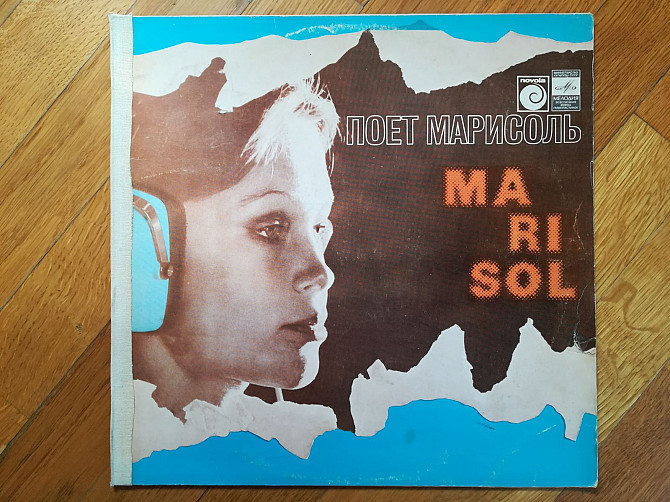 novola
МЕЛОДИЯ
ПОЕТ МАРИСОЛЬ
MA
RI
SOL